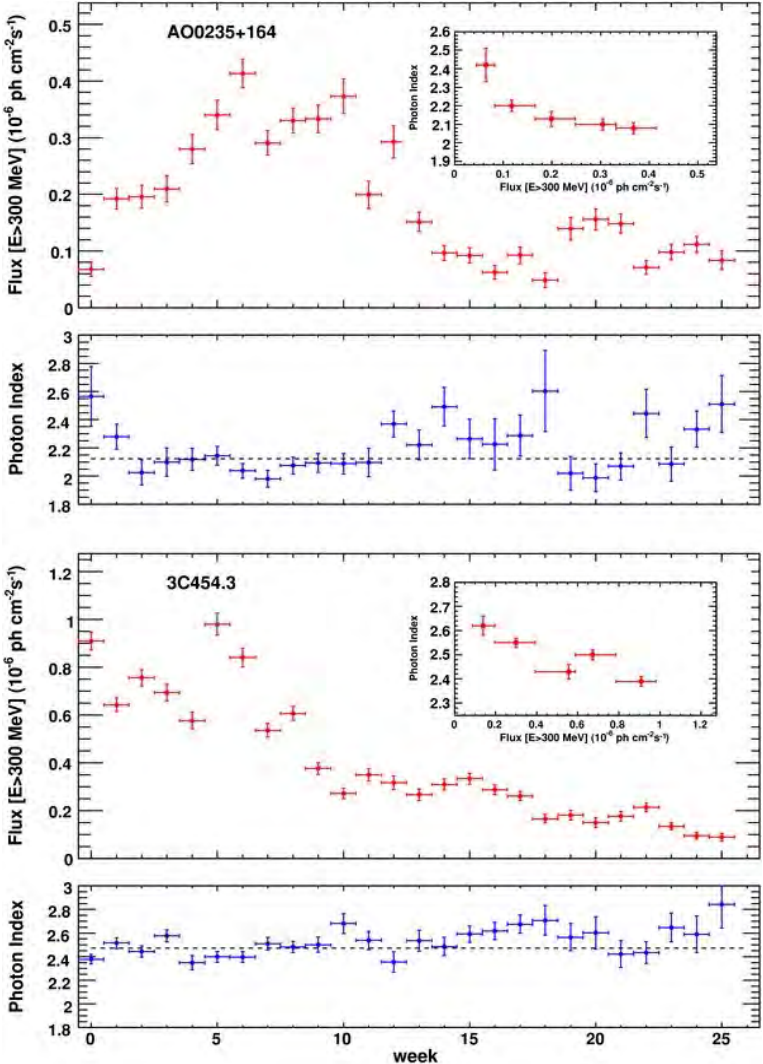 AO0235+164
Flux [E>300 MeV] (10⁻⁶ ph cm⁻²s⁻¹)
0.5
0.4
0.3
0.2
0.1
0
Photon Index
2.6
2.5
2.4
2.3
2.2
2.1
2
1.9
0 0.1 0.2 0.3 0.4 0.5
Flux [E>300 MeV] (10⁻⁶ ph cm⁻²s⁻¹)
Photon Index
3
2.6
2.2
2
1.8
3C454.3
Flux [E>300 MeV] (10⁻⁶ ph cm⁻²s⁻¹)
1.2
1
0.8
0.6
0.4
0.2
0
Photon Index
2.8
2.7
2.6
2.5
2.4
2.3
0 0.2 0.4 0.6 0.8 1 1.2
Flux [E>300 MeV] (10⁻⁶ ph cm⁻²s⁻¹)
Photon Index
3
2.8
2.6
2.4
2.2
2
1.8
0 5 10 15 20 25
week